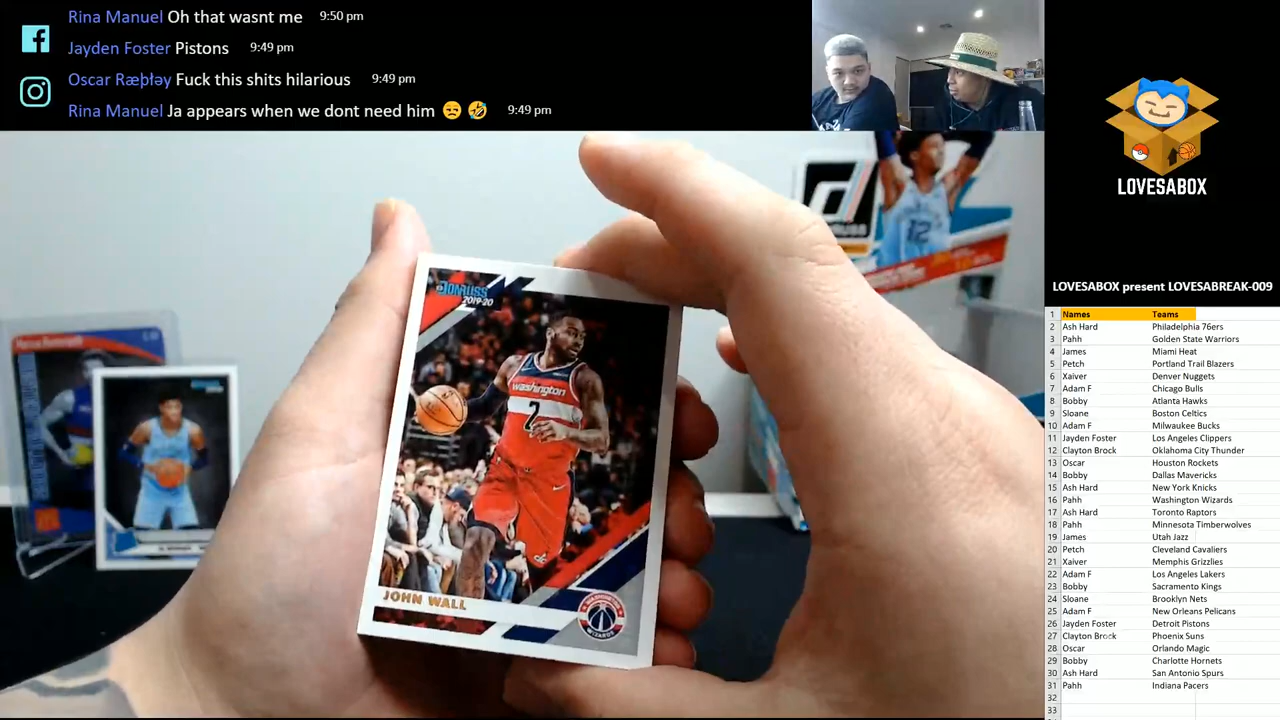 Rina Manuel Oh that wasnt me 9:50 pm
Jayden Foster Pistons 9:49 pm
Oscar Ræþłəy Fuck this shits hilarious 9:49 pm
Rina Manuel Ja appears when we dont need him 😒 🤣 9:49 pm
LOVESABOX
LOVESABOX present LOVESABREAK-009
1 Names Teams
2 Ash Hard Philadelphia 76ers
3 Pahh Golden State Warriors
4 James Miami Heat
5 Petch Portland Trail Blazers
6 Xaiver Denver Nuggets
7 Adam F Chicago Bulls
8 Bobby Atlanta Hawks
9 Sloane Boston Celtics
10 Adam F Milwaukee Bucks
11 Jayden Foster Los Angeles Clippers
12 Clayton Brock Oklahoma City Thunder
13 Oscar Houston Rockets
14 Bobby Dallas Mavericks
15 Ash Hard New York Knicks
16 Pahh Washington Wizards
17 Ash Hard Toronto Raptors
18 Pahh Minnesota Timberwolves
19 James Utah Jazz
20 Petch Cleveland Cavaliers
21 Xaiver Memphis Grizzlies
22 Adam F Los Angeles Lakers
23 Bobby Sacramento Kings
24 Sloane Brooklyn Nets
25 Adam F New Orleans Pelicans
26 Jayden Foster Detroit Pistons
27 Clayton Brock Phoenix Suns
28 Oscar Orlando Magic
29 Bobby Charlotte Hornets
30 Ash Hard San Antonio Spurs
31 Pahh Indiana Pacers
32
33
DONRUSS
2019-20
Washington
2
JOHN WALL
WASHINGTON
WIZARDS
12